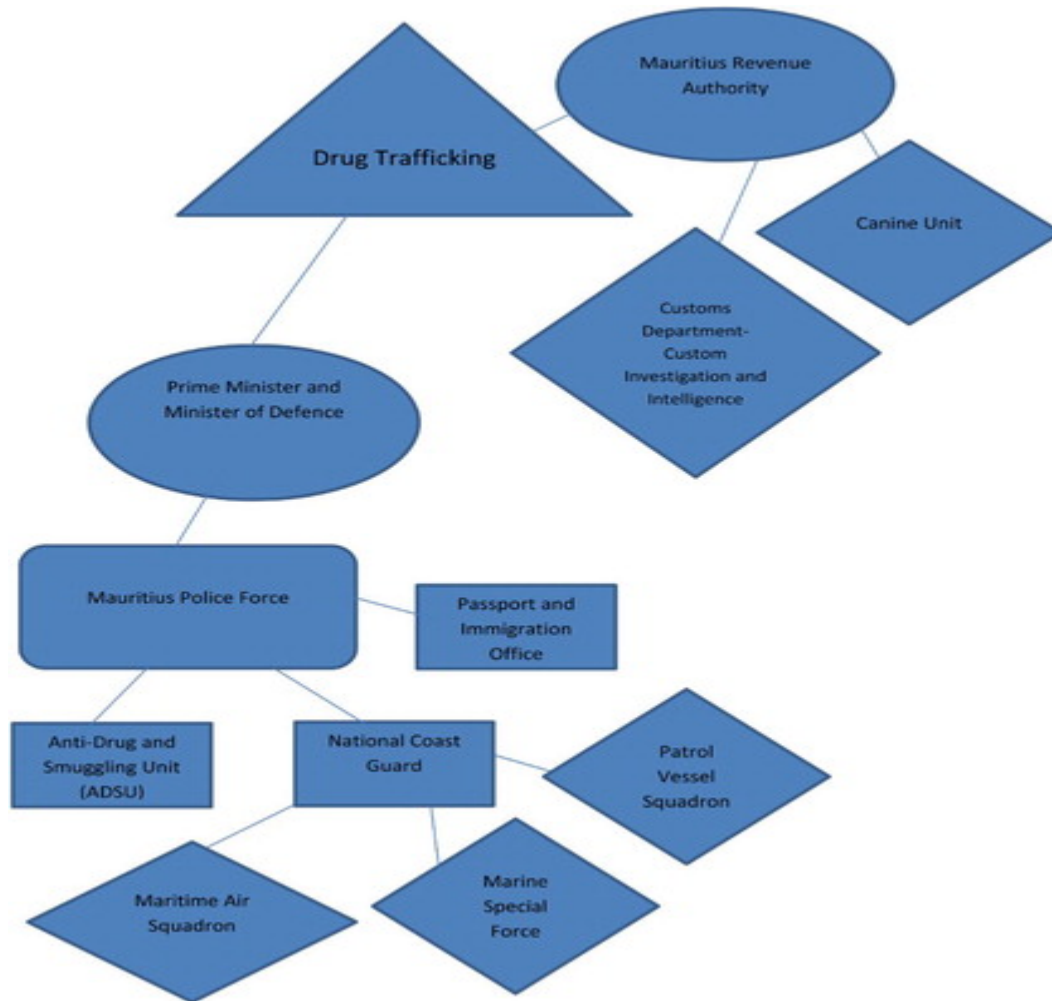 Mauritius Revenue
Authority
Drug Trafficking
Canine Unit
Customs
Department-
Custom
Investigation and
Intelligence
Prime Minister and
Minister of Defence
Mauritius Police Force
Passport and
Immigration
Office
Anti-Drug and
Smuggling Unit
(ADSU)
National Coast
Guard
Patrol
Vessel
Squadron
Maritime Air
Squadron
Marine
Special
Force